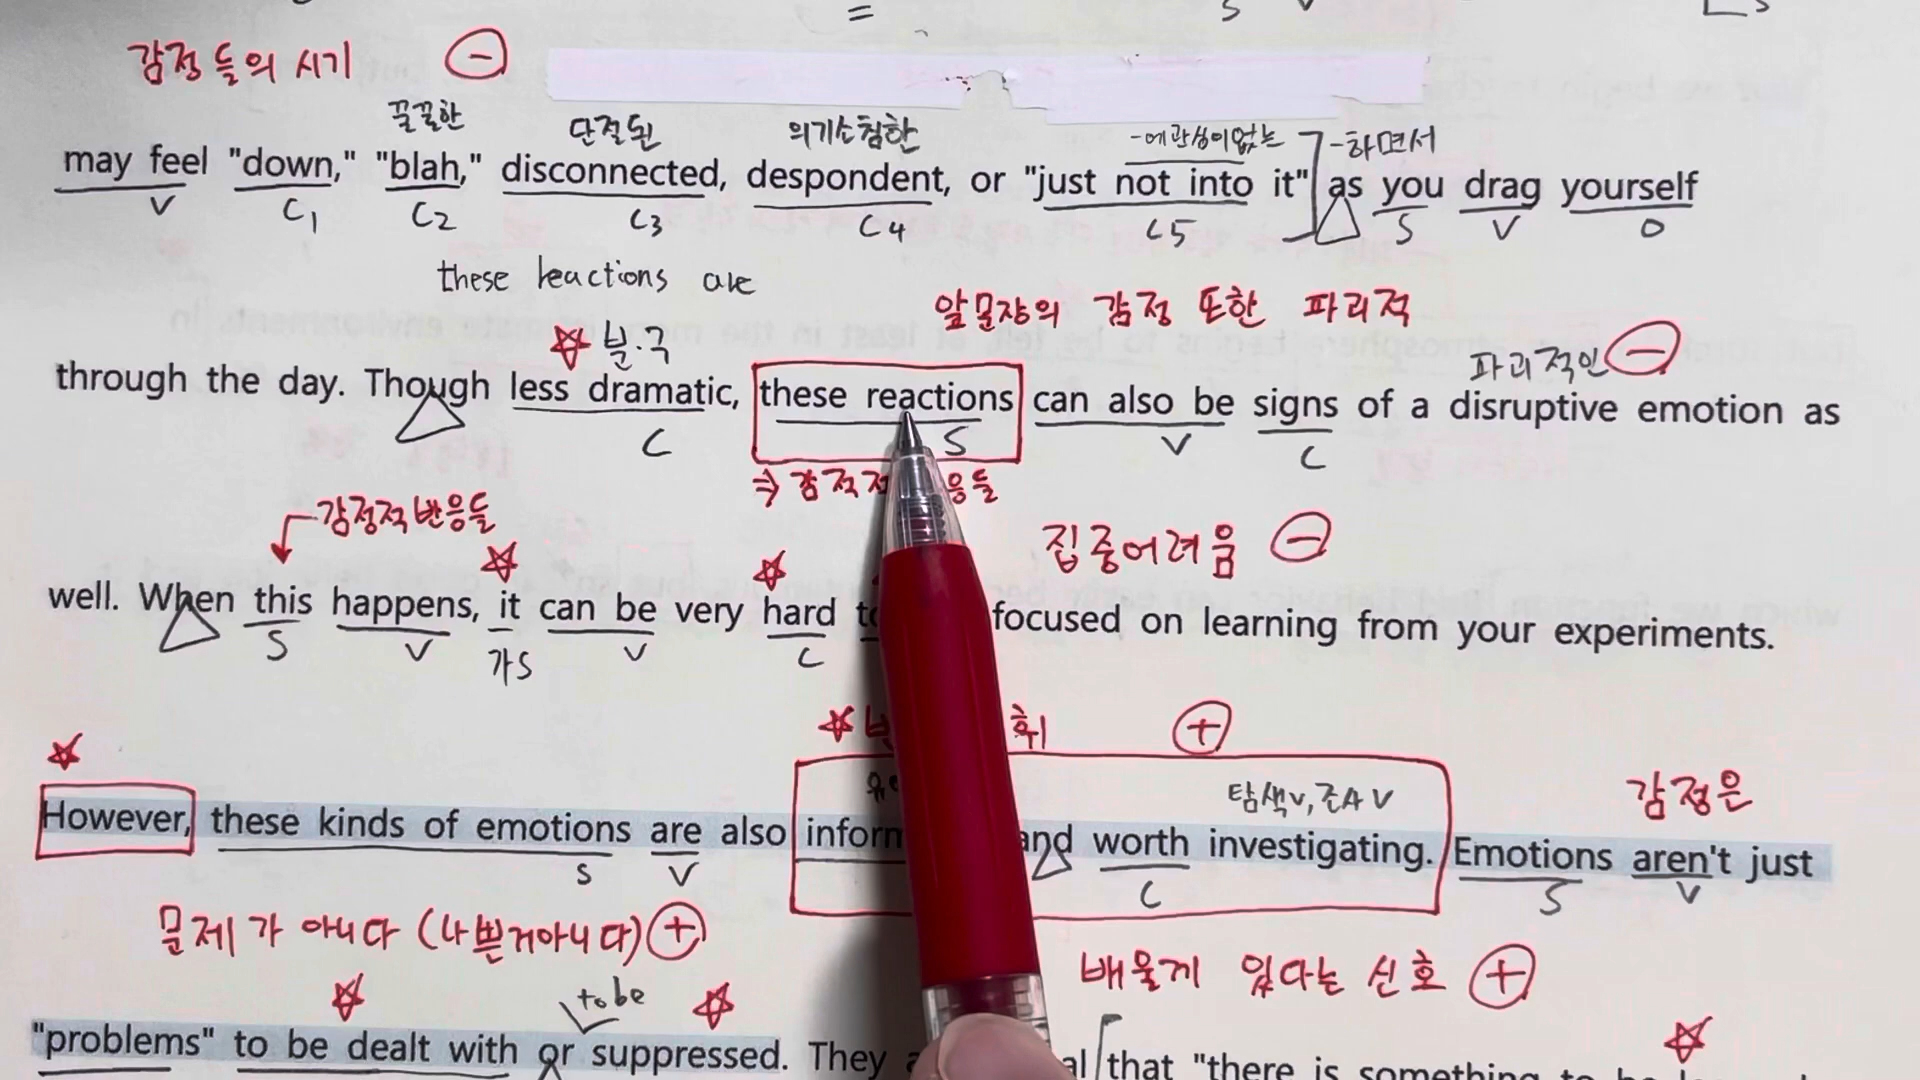 감정 들의 시기 ⊖
꿀꿀한 단절된 의기소침한 -에관심이없는 -하면서
may feel "down," "blah," disconnected, despondent, or "just not into it" as you drag yourself
V C1 C2 C3 C4 C5 S V O
these reactions are
앞문장의 감정 또한 파괴적
☆ 분·구 파괴적인 ⊖
through the day. Though less dramatic, these reactions can also be signs of a disruptive emotion as
C S V C
⇒
감정적반응들
집중어려움 ⊖
well. When this happens, it can be very hard focused on learning from your experiments.
S V 가S V C
⊕
탐색v, 조사 V 감정은
However, these kinds of emotions are also and worth investigating. Emotions aren't just
S V C S V
문제가 아니다 (나쁜거아니다) ⊕
배울게 있다는 신호 ⊕
to be
"problems" to be dealt with or suppressed. They that "there is something to